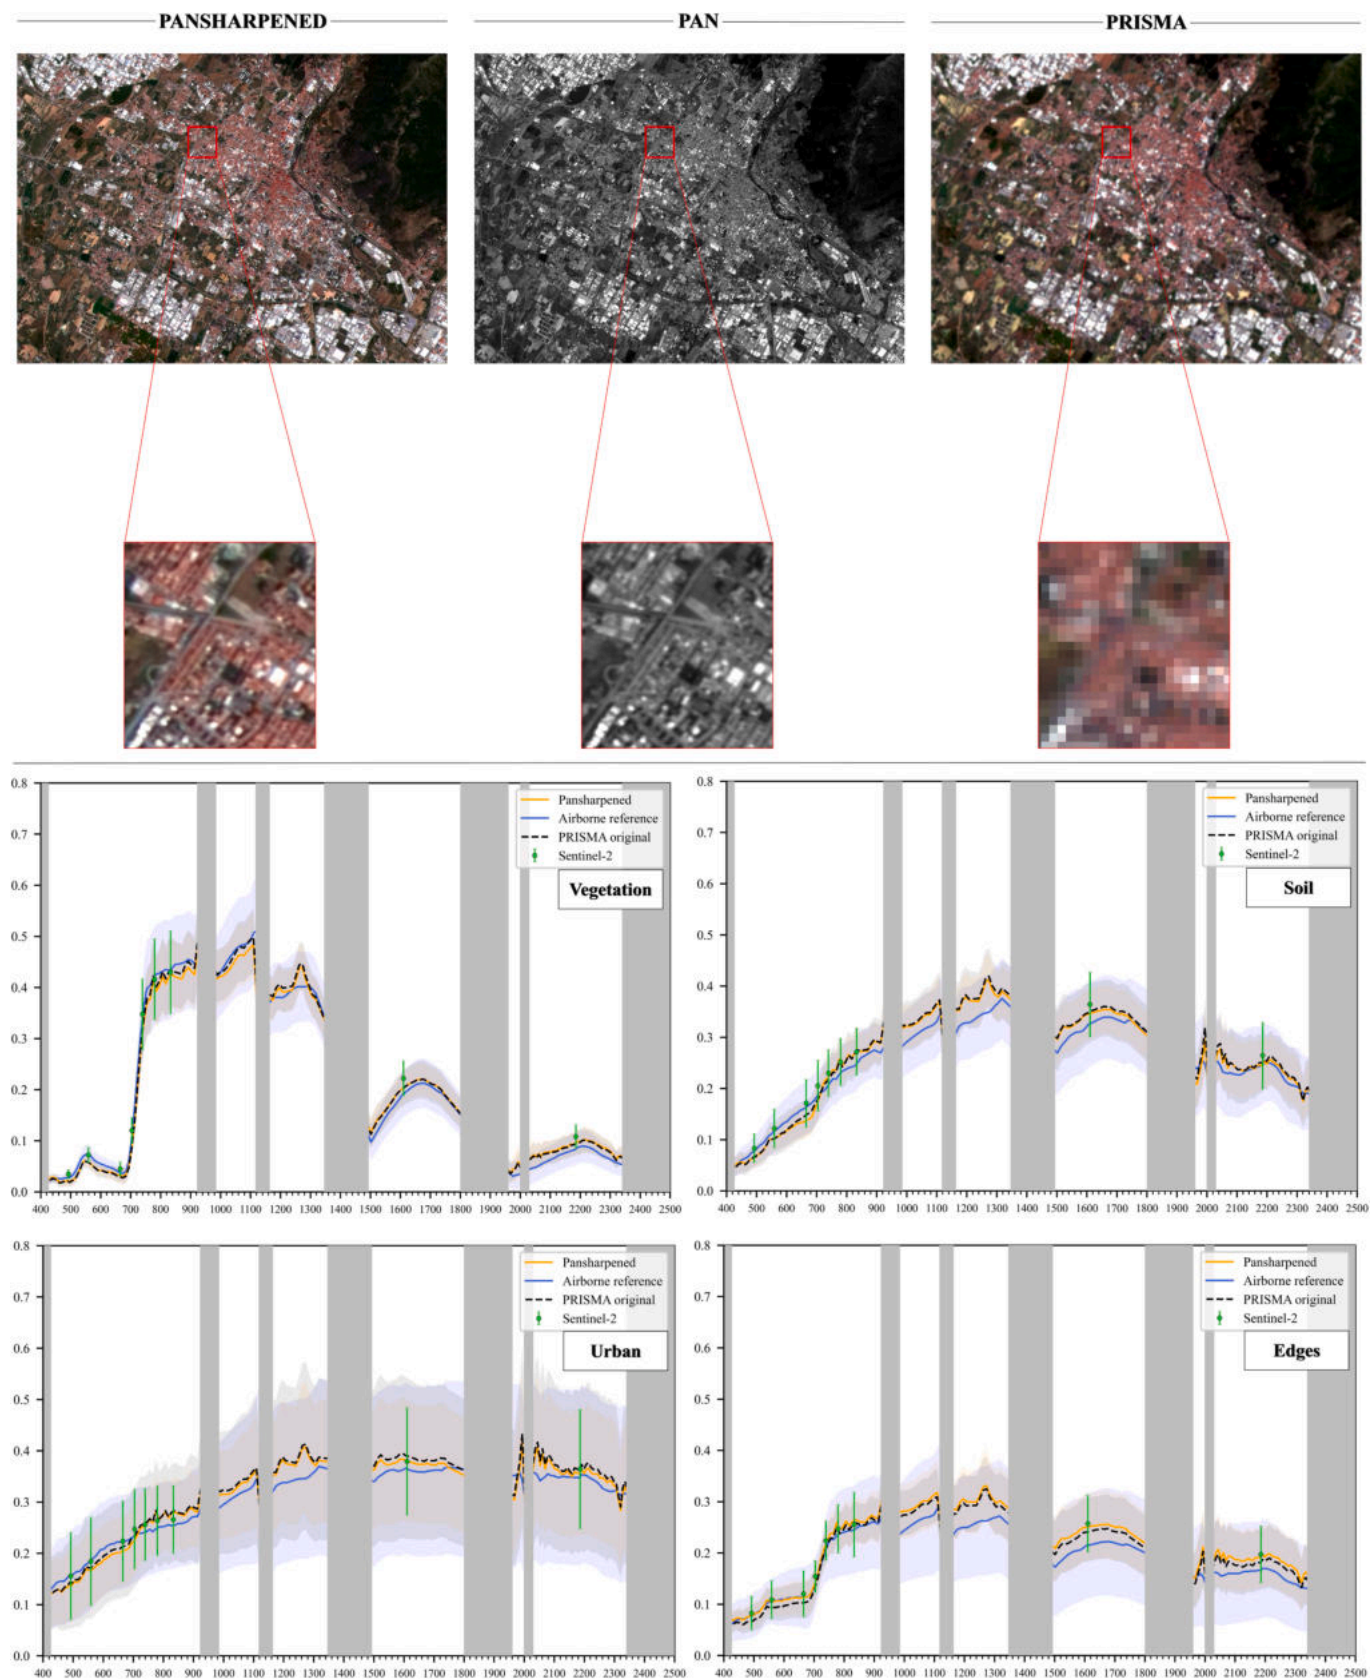 PANSHARPENED PAN PRISMA
0.8
0.7
0.6
0.5
0.4
0.3
0.2
0.1
0.0
400 500 600 700 800 900 1000 1100 1200 1300 1400 1500 1600 1700 1800 1900 2000 2100 2200 2300 2400 2500
Pansharpened
Airborne reference
PRISMA original
Sentinel-2
Vegetation
0.8
0.7
0.6
0.5
0.4
0.3
0.2
0.1
0.0
400 500 600 700 800 900 1000 1100 1200 1300 1400 1500 1600 1700 1800 1900 2000 2100 2200 2300 2400 2500
Pansharpened
Airborne reference
PRISMA original
Sentinel-2
Soil
0.8
0.7
0.6
0.5
0.4
0.3
0.2
0.1
0.0
400 500 600 700 800 900 1000 1100 1200 1300 1400 1500 1600 1700 1800 1900 2000 2100 2200 2300 2400 2500
Pansharpened
Airborne reference
PRISMA original
Sentinel-2
Urban
0.8
0.7
0.6
0.5
0.4
0.3
0.2
0.1
0.0
400 500 600 700 800 900 1000 1100 1200 1300 1400 1500 1600 1700 1800 1900 2000 2100 2200 2300 2400 2500
Pansharpened
Airborne reference
PRISMA original
Sentinel-2
Edges